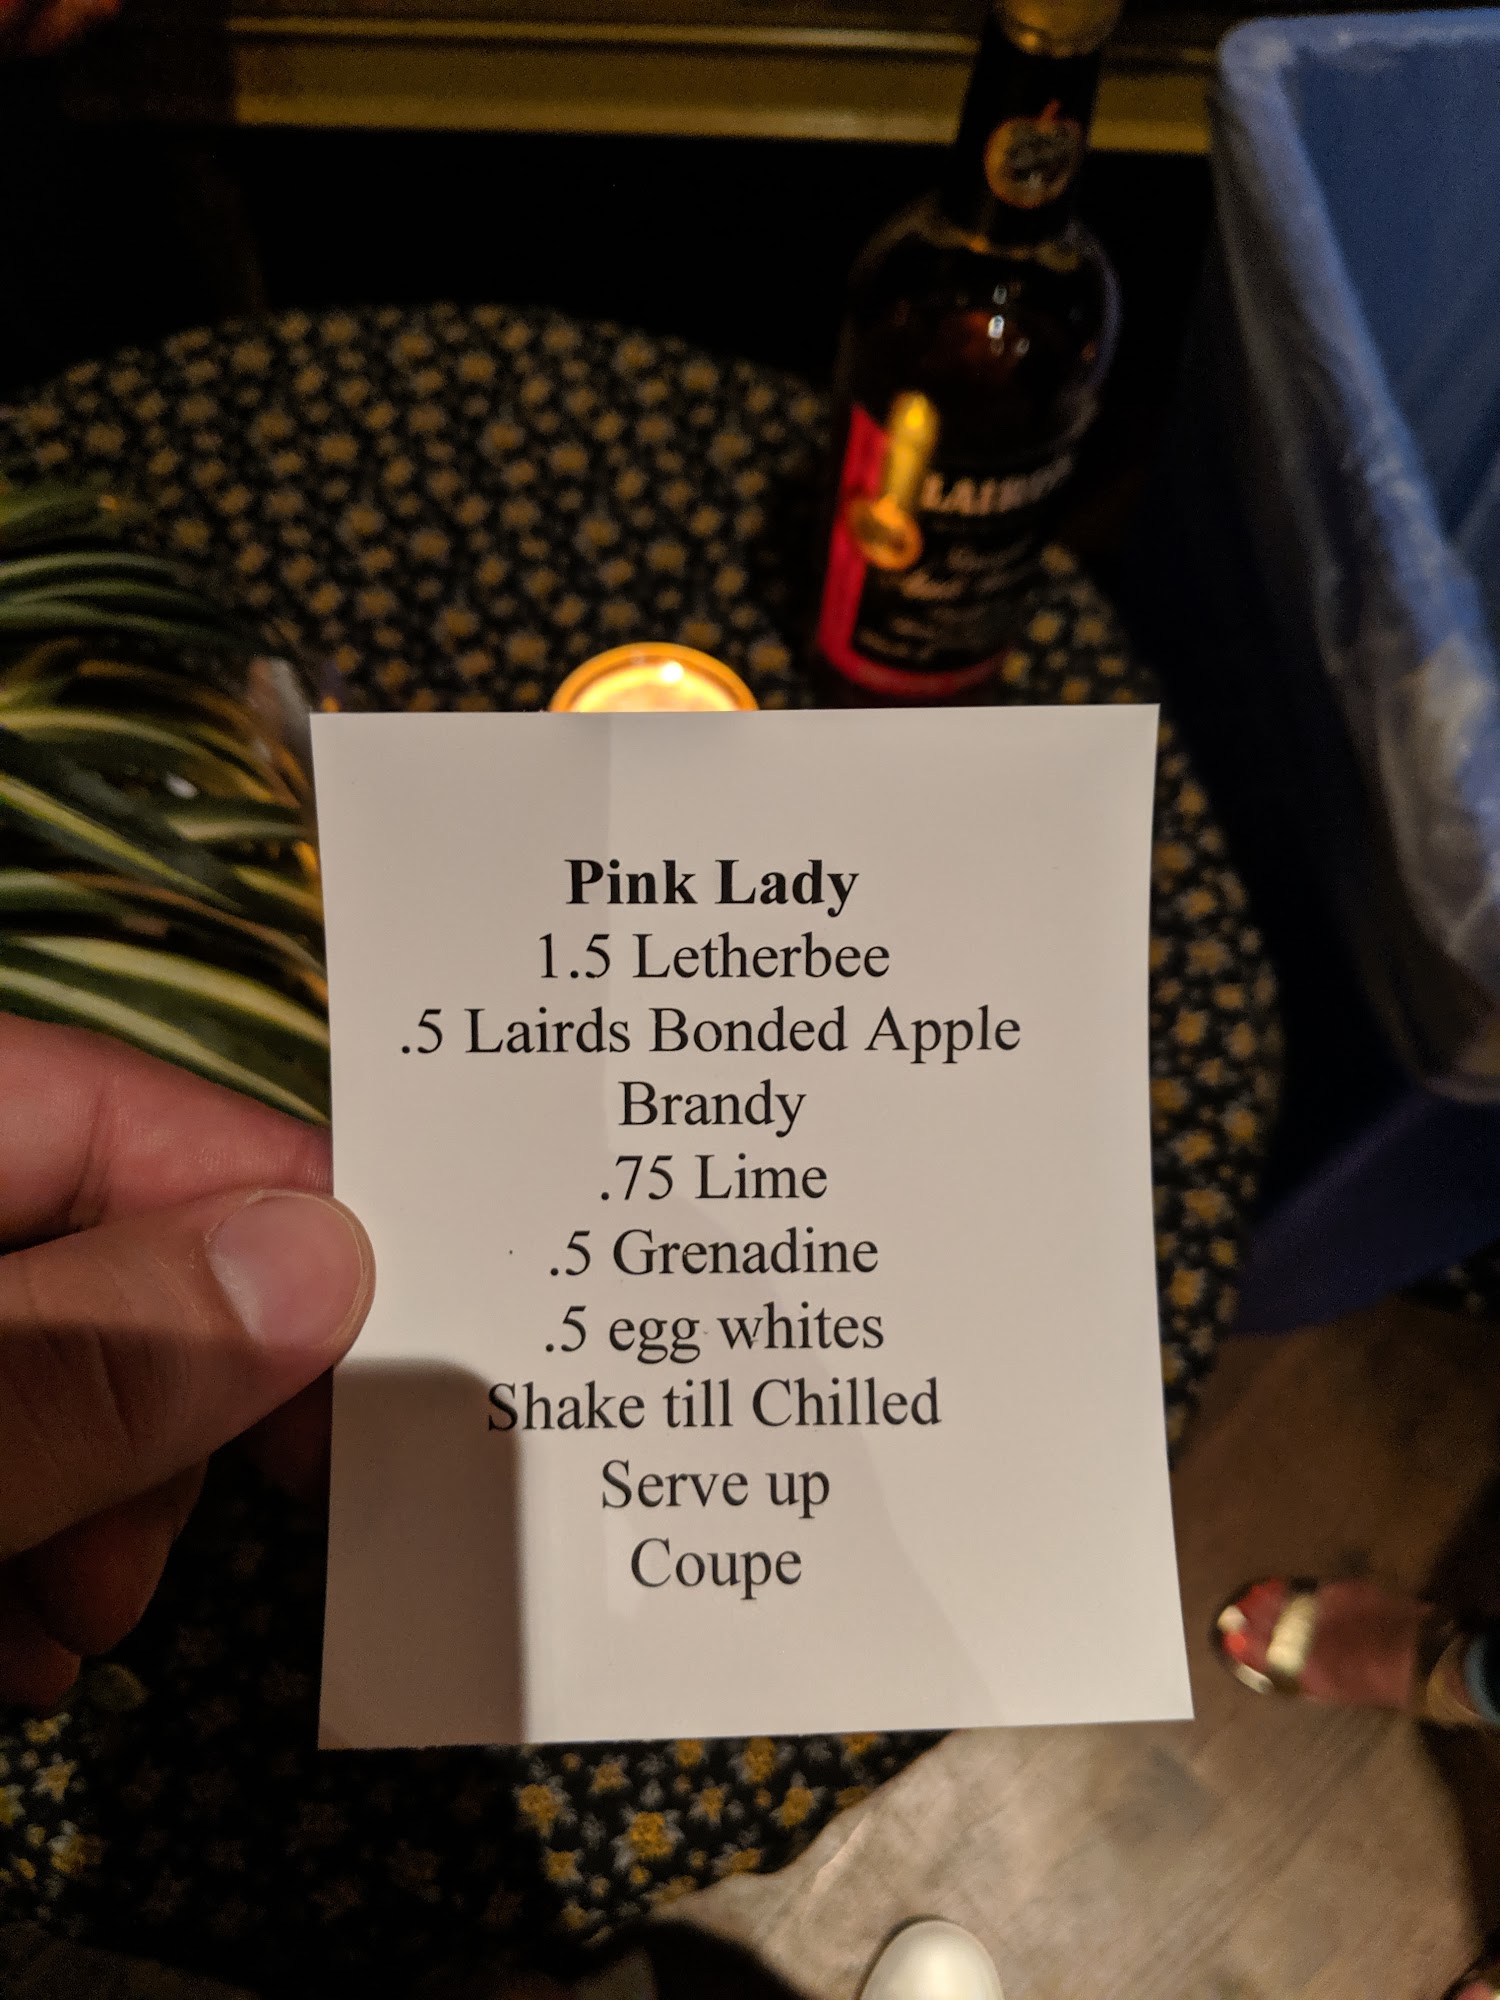 LAIRD'S
Pink Lady
1.5 Letherbee
.5 Lairds Bonded Apple
Brandy
.75 Lime
.5 Grenadine
.5 egg whites
Shake till Chilled
Serve up
Coupe